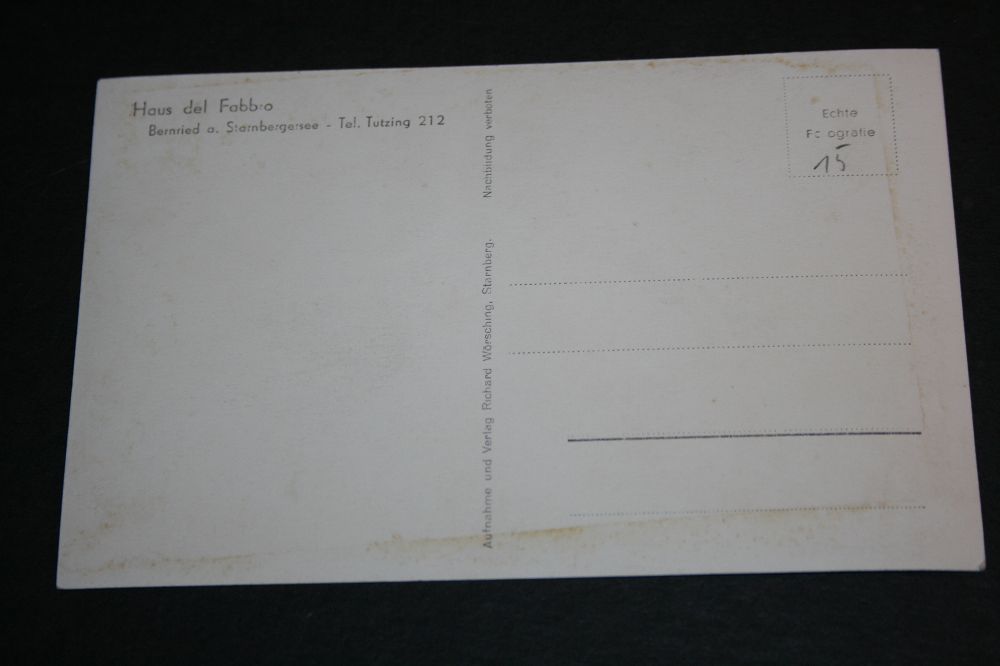 Haus del Fabbro
Bernried a. Starnbergersee - Tel. Tutzing 212
Aufnahme und Verlag Richard Wörsching, Starnberg. Nachbildung verboten
Echte
Fotografie
15